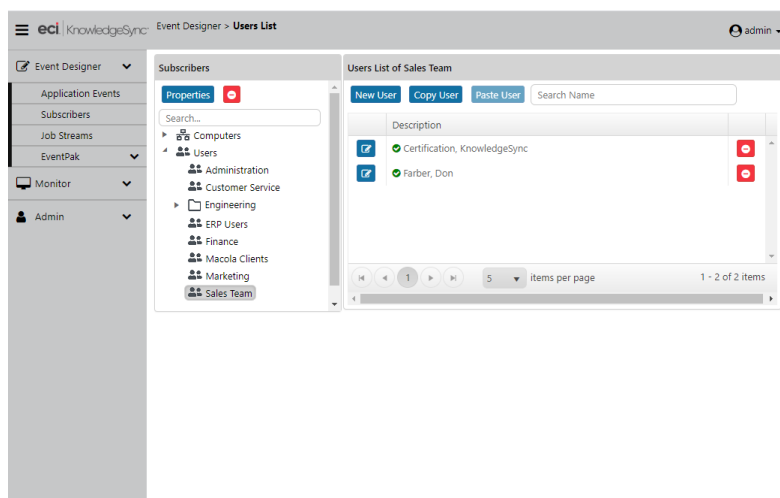 eci KnowledgeSync
Event Designer > Users List
admin
Event Designer
Application Events
Subscribers
Job Streams
EventPak
Monitor
Admin
Subscribers
Properties
Search...
Computers
Users
Administration
Customer Service
Engineering
ERP Users
Finance
Macola Clients
Marketing
Sales Team
Users List of Sales Team
New User Copy User Paste User Search Name
Description
Certification, KnowledgeSync
Farber, Don
1 5 items per page 1 - 2 of 2 items